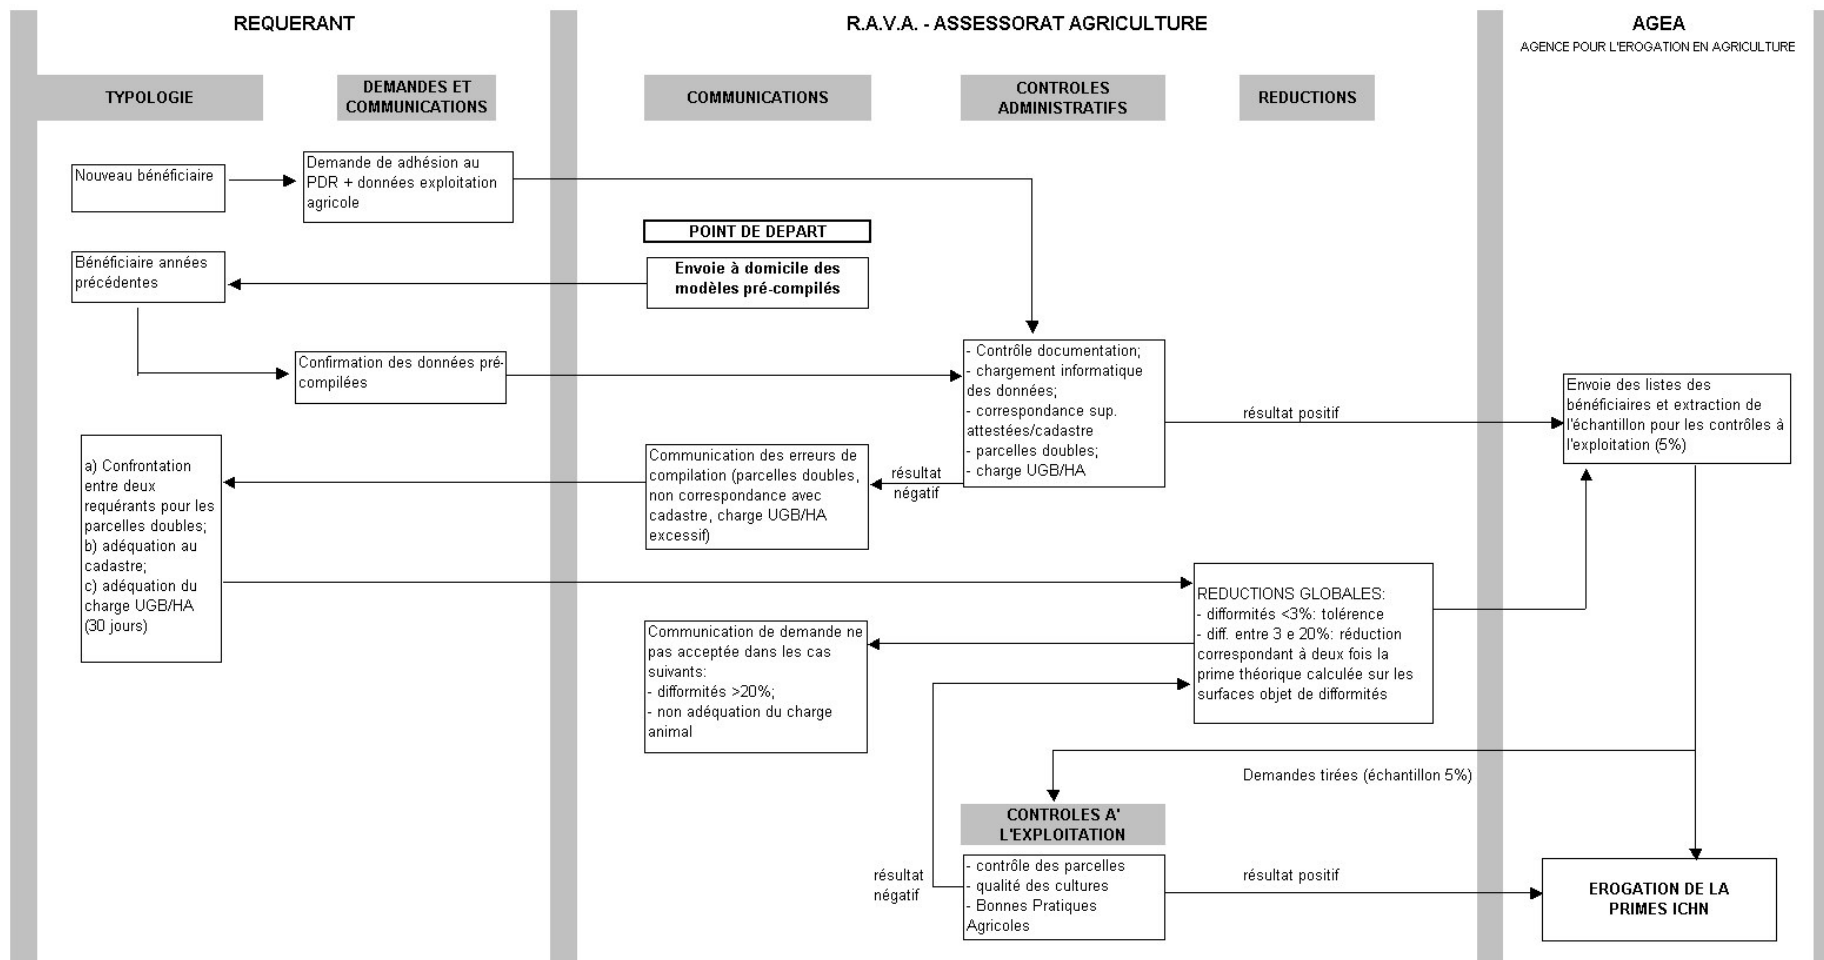 REQUERANT
R.A.V.A. - ASSESSORAT AGRICULTURE
AGEA
AGENCE POUR L'EROGATION EN AGRICULTURE
TYPOLOGIE
DEMANDES ET
COMMUNICATIONS
COMMUNICATIONS
CONTROLES
ADMINISTRATIFS
REDUCTIONS
Nouveau bénéficiaire
Demande de adhésion au
PDR + données exploitation
agricole
POINT DE DEPART
Envoie à domicile des
modèles pré-compilés
Bénéficiaire années
précédentes
Confirmation des données pré-
compilées
- Contrôle documentation;
- chargement informatique
des données;
- correspondance sup.
attestées/cadastre
- parcelles doubles;
- charge UGB/HA
résultat positif
Envoie des listes des
bénéficiaires et extraction de
l'échantillon pour les contrôles à
l'exploitation (5%)
résultat
négatif
Communication des erreurs de
compilation (parcelles doubles,
non correspondance avec
cadastre, charge UGB/HA
excessif)
a) Confrontation
entre deux
requérants pour les
parcelles doubles;
b) adéquation au
cadastre;
c) adéquation du
charge UGB/HA
(30 jours)
REDUCTIONS GLOBALES:
- difformités <3%: tolérence
- diff. entre 3 e 20%: réduction
correspondant à deux fois la
prime théorique calculée sur les
surfaces objet de difformités
Communication de demande ne
pas acceptée dans les cas
suivants:
- difformités >20%;
- non adéquation du charge
animal
Demandes tirées (échantillon 5%)
CONTROLES A'
L'EXPLOITATION
- contrôle des parcelles
- qualité des cultures
- Bonnes Pratiques
Agricoles
résultat
négatif
résultat positif
EROGATION DE LA
PRIMES ICHN